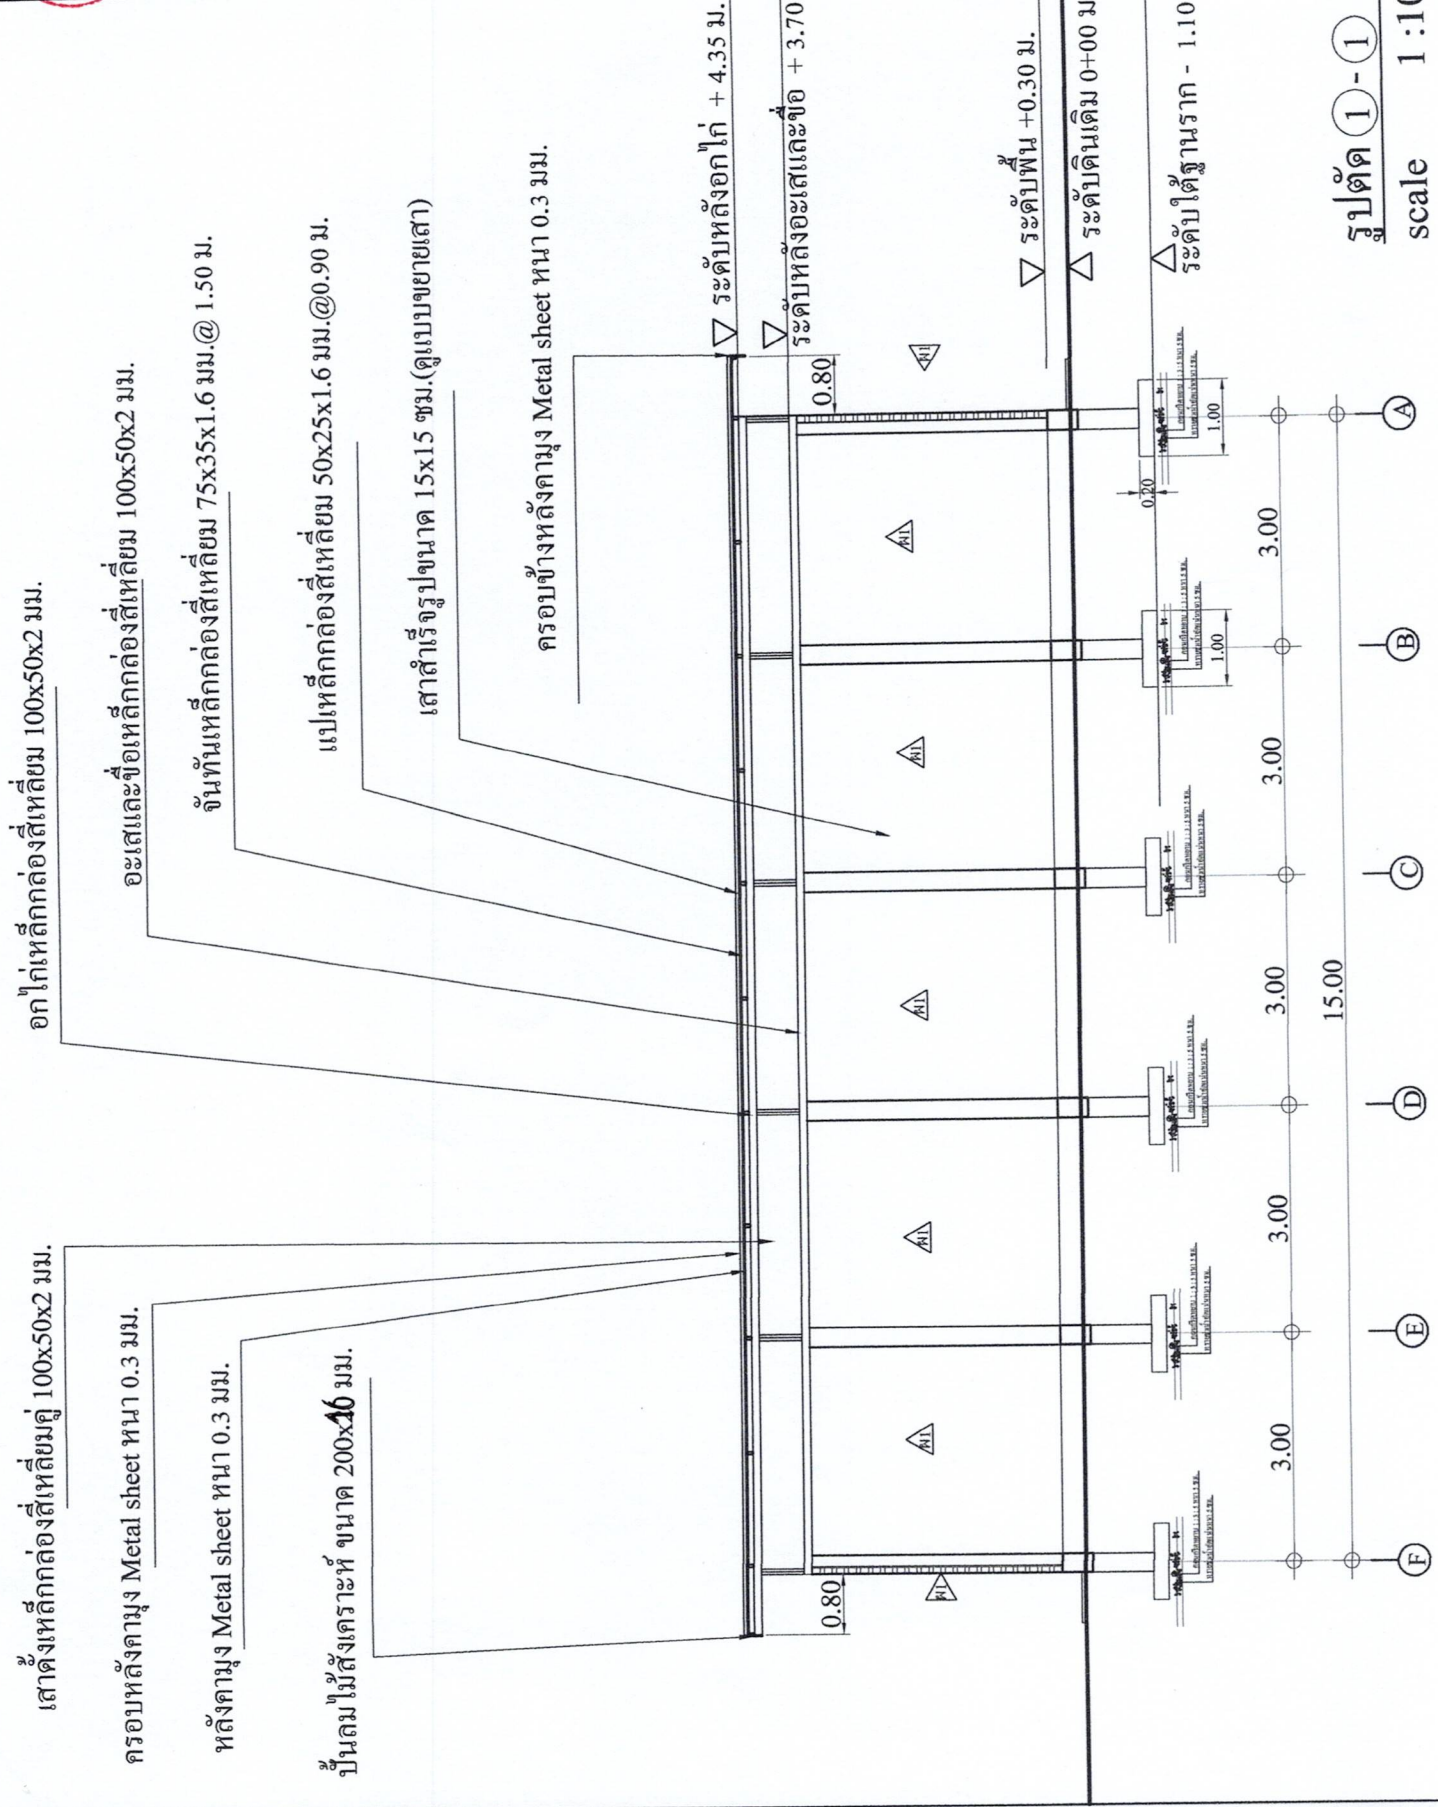 เสาดั้งเหล็กกล่องสี่เหลี่ยมคู่ 100x50x2 มม.
ครอบหลังคามุง Metal sheet หนา 0.3 มม.
หลังคามุง Metal sheet หนา 0.3 มม.
ปั้นลมไม้สังเคราะห์ ขนาด 200x16 มม.
อกไก่เหล็กกล่องสี่เหลี่ยม 100x50x2 มม.
อะเสและขื่อเหล็กกล่องสี่เหลี่ยม 100x50x2 มม.
จันทันเหล็กกล่องสี่เหลี่ยม 75x35x1.6 มม.@ 1.50 ม.
แปเหล็กกล่องสี่เหลี่ยม 50x25x1.6 มม.@0.90 ม.
เสาสำเร็จรูปขนาด 15x15 ซม.(ดูแบบขยายเสา)
ครอบข้างหลังคามุง Metal sheet หนา 0.3 มม.
ระดับหลังอกไก่ + 4.35 ม.
ระดับหลังอะเสและขื่อ + 3.70
0.80
0.80
ผ1
ผ1
ผ1
ผ1
ผ1
ผ1
ผ1
ระดับพื้น +0.30 ม.
ระดับดินเดิม 0+00 ม
ระดับใต้ฐานราก - 1.10
0.20
1.00
1.00
3.00
3.00
3.00
3.00
3.00
15.00
F
E
D
C
B
A
รูปตัด 1 - 1
scale 1 :10